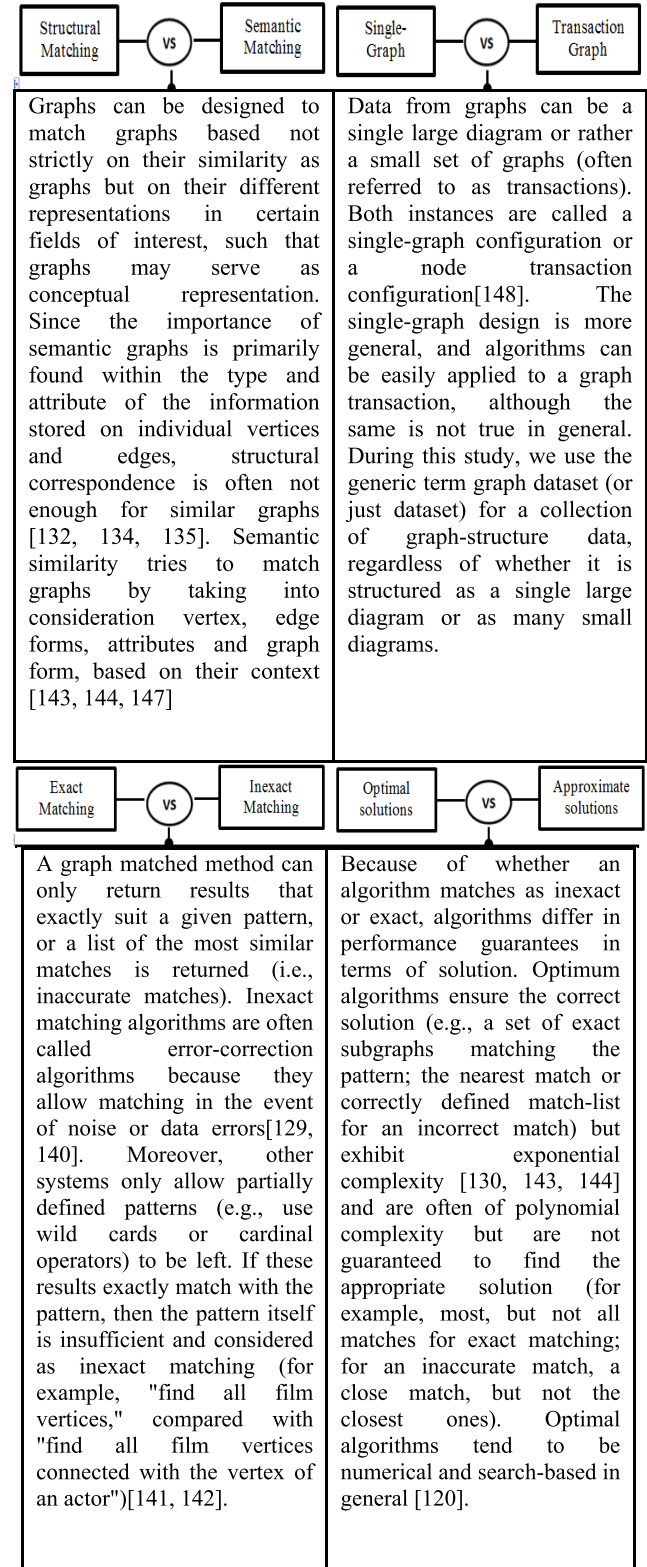 Structural
Matching
VS
Semantic
Matching
Single-
Graph
VS
Transaction
Graph
Graphs can be designed to
match graphs based not
strictly on their similarity as
graphs but on their different
representations in certain
fields of interest, such that
graphs may serve as
conceptual representation.
Since the importance of
semantic graphs is primarily
found within the type and
attribute of the information
stored on individual vertices
and edges, structural
correspondence is often not
enough for similar graphs
[132, 134, 135]. Semantic
similarity tries to match
graphs by taking into
consideration vertex, edge
forms, attributes and graph
form, based on their context
[143, 144, 147]
Data from graphs can be a
single large diagram or rather
a small set of graphs (often
referred to as transactions).
Both instances are called a
single-graph configuration or
a node transaction
configuration[148]. The
single-graph design is more
general, and algorithms can
be easily applied to a graph
transaction, although the
same is not true in general.
During this study, we use the
generic term graph dataset (or
just dataset) for a collection
of graph-structure data,
regardless of whether it is
structured as a single large
diagram or as many small
diagrams.
Exact
Matching
VS
Inexact
Matching
Optimal
solutions
VS
Approximate
solutions
A graph matched method can
only return results that
exactly suit a given pattern,
or a list of the most similar
matches is returned (i.e.,
inaccurate matches). Inexact
matching algorithms are often
called error-correction
algorithms because they
allow matching in the event
of noise or data errors[129,
140]. Moreover, other
systems only allow partially
defined patterns (e.g., use
wild cards or cardinal
operators) to be left. If these
results exactly match with the
pattern, then the pattern itself
is insufficient and considered
as inexact matching (for
example, "find all film
vertices," compared with
"find all film vertices
connected with the vertex of
an actor")[141, 142].
Because of whether an
algorithm matches as inexact
or exact, algorithms differ in
performance guarantees in
terms of solution. Optimum
algorithms ensure the correct
solution (e.g., a set of exact
subgraphs matching the
pattern; the nearest match or
correctly defined match-list
for an incorrect match) but
exhibit exponential
complexity [130, 143, 144]
and are often of polynomial
complexity but are not
guaranteed to find the
appropriate solution (for
example, most, but not all
matches for exact matching;
for an inaccurate match, a
close match, but not the
closest ones). Optimal
algorithms tend to be
numerical and search-based in
general [120].